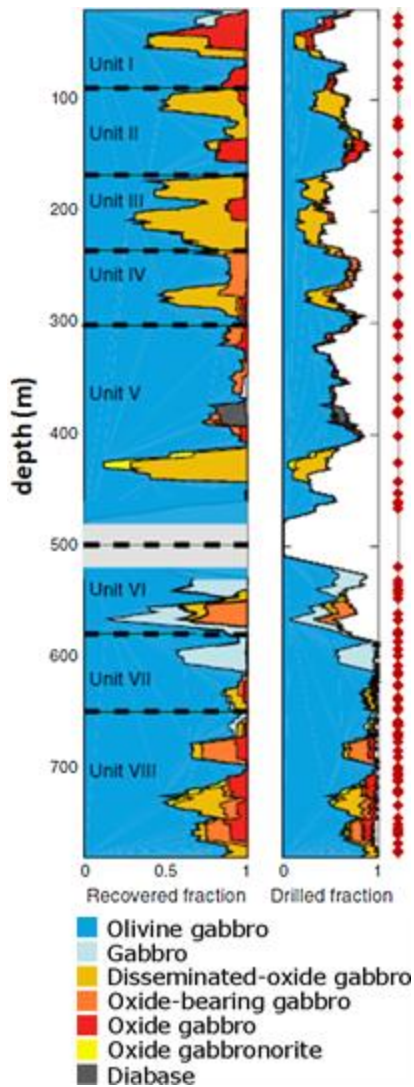 Unit I
100
Unit II
Unit III
200
Unit IV
300
Unit V
depth (m)
400
500
Unit VI
600
Unit VII
700
Unit VIII
0 0.5 1 0 1
Recovered fraction Drilled fraction
Olivine gabbro
Gabbro
Disseminated-oxide gabbro
Oxide-bearing gabbro
Oxide gabbro
Oxide gabbronorite
Diabase